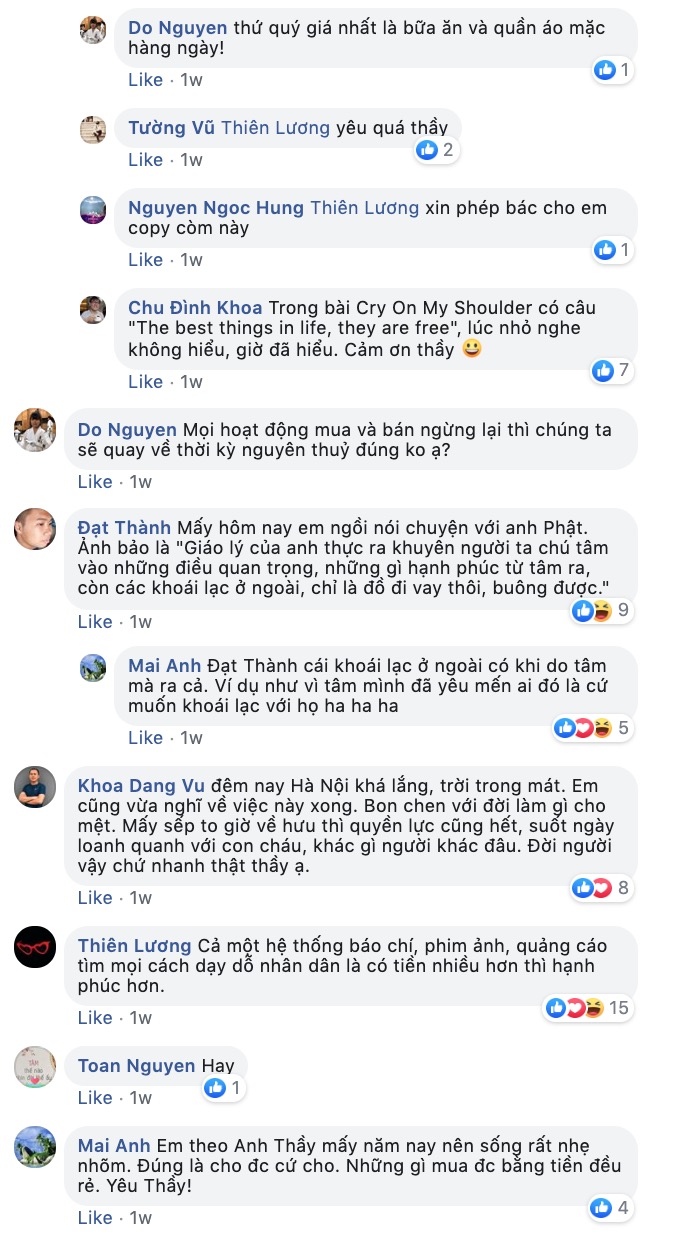 Do Nguyen thứ quý giá nhất là bữa ăn và quần áo mặc
hàng ngày!
1
Like · 1w
Tường Vũ Thiên Lương yêu quá thầy
2
Like · 1w
Nguyen Ngoc Hung Thiên Lương xin phép bác cho em
copy còm này
1
Like · 1w
Chu Đình Khoa Trong bài Cry On My Shoulder có câu
"The best things in life, they are free", lúc nhỏ nghe
không hiểu, giờ đã hiểu. Cảm ơn thầy 😀
7
Like · 1w
Do Nguyen Mọi hoạt động mua và bán ngừng lại thì chúng ta
sẽ quay về thời kỳ nguyên thuỷ đúng ko ạ?
Like · 1w
Đạt Thành Mấy hôm nay em ngồi nói chuyện với anh Phật.
Ảnh bảo là "Giáo lý của anh thực ra khuyên người ta chú tâm
vào những điều quan trọng, những gì hạnh phúc từ tâm ra,
còn các khoái lạc ở ngoài, chỉ là đồ đi vay thôi, buông được."
9
Like · 1w
Mai Anh Đạt Thành cái khoái lạc ở ngoài có khi do tâm
mà ra cả. Ví dụ như vì tâm mình đã yêu mến ai đó là cứ
muốn khoái lạc với họ ha ha ha
5
Like · 1w
Khoa Dang Vu đêm nay Hà Nội khá lắng, trời trong mát. Em
cũng vừa nghĩ về việc này xong. Bon chen với đời làm gì cho
mệt. Mấy sếp to giờ về hưu thì quyền lực cũng hết, suốt ngày
loanh quanh với con cháu, khác gì người khác đâu. Đời người
vậy chứ nhanh thật thầy ạ.
8
Like · 1w
Thiên Lương Cả một hệ thống báo chí, phim ảnh, quảng cáo
tìm mọi cách dạy dỗ nhân dân là có tiền nhiều hơn thì hạnh
phúc hơn.
15
Like · 1w
Toan Nguyen Hay
1
Like · 1w
Mai Anh Em theo Anh Thầy mấy năm nay nên sống rất nhẹ
nhõm. Đúng là cho đc cứ cho. Những gì mua đc bằng tiền đều
rẻ. Yêu Thầy!
4
Like · 1w